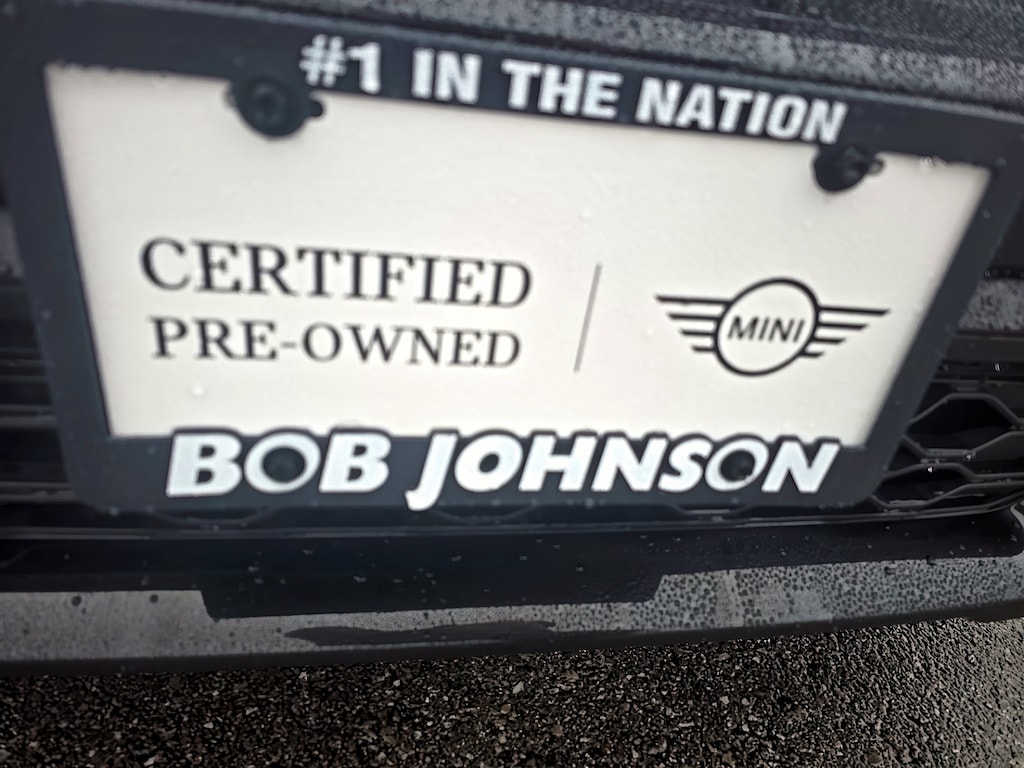 #1 IN THE NATION
CERTIFIED
PRE-OWNED
MINI
BOB JOHNSON